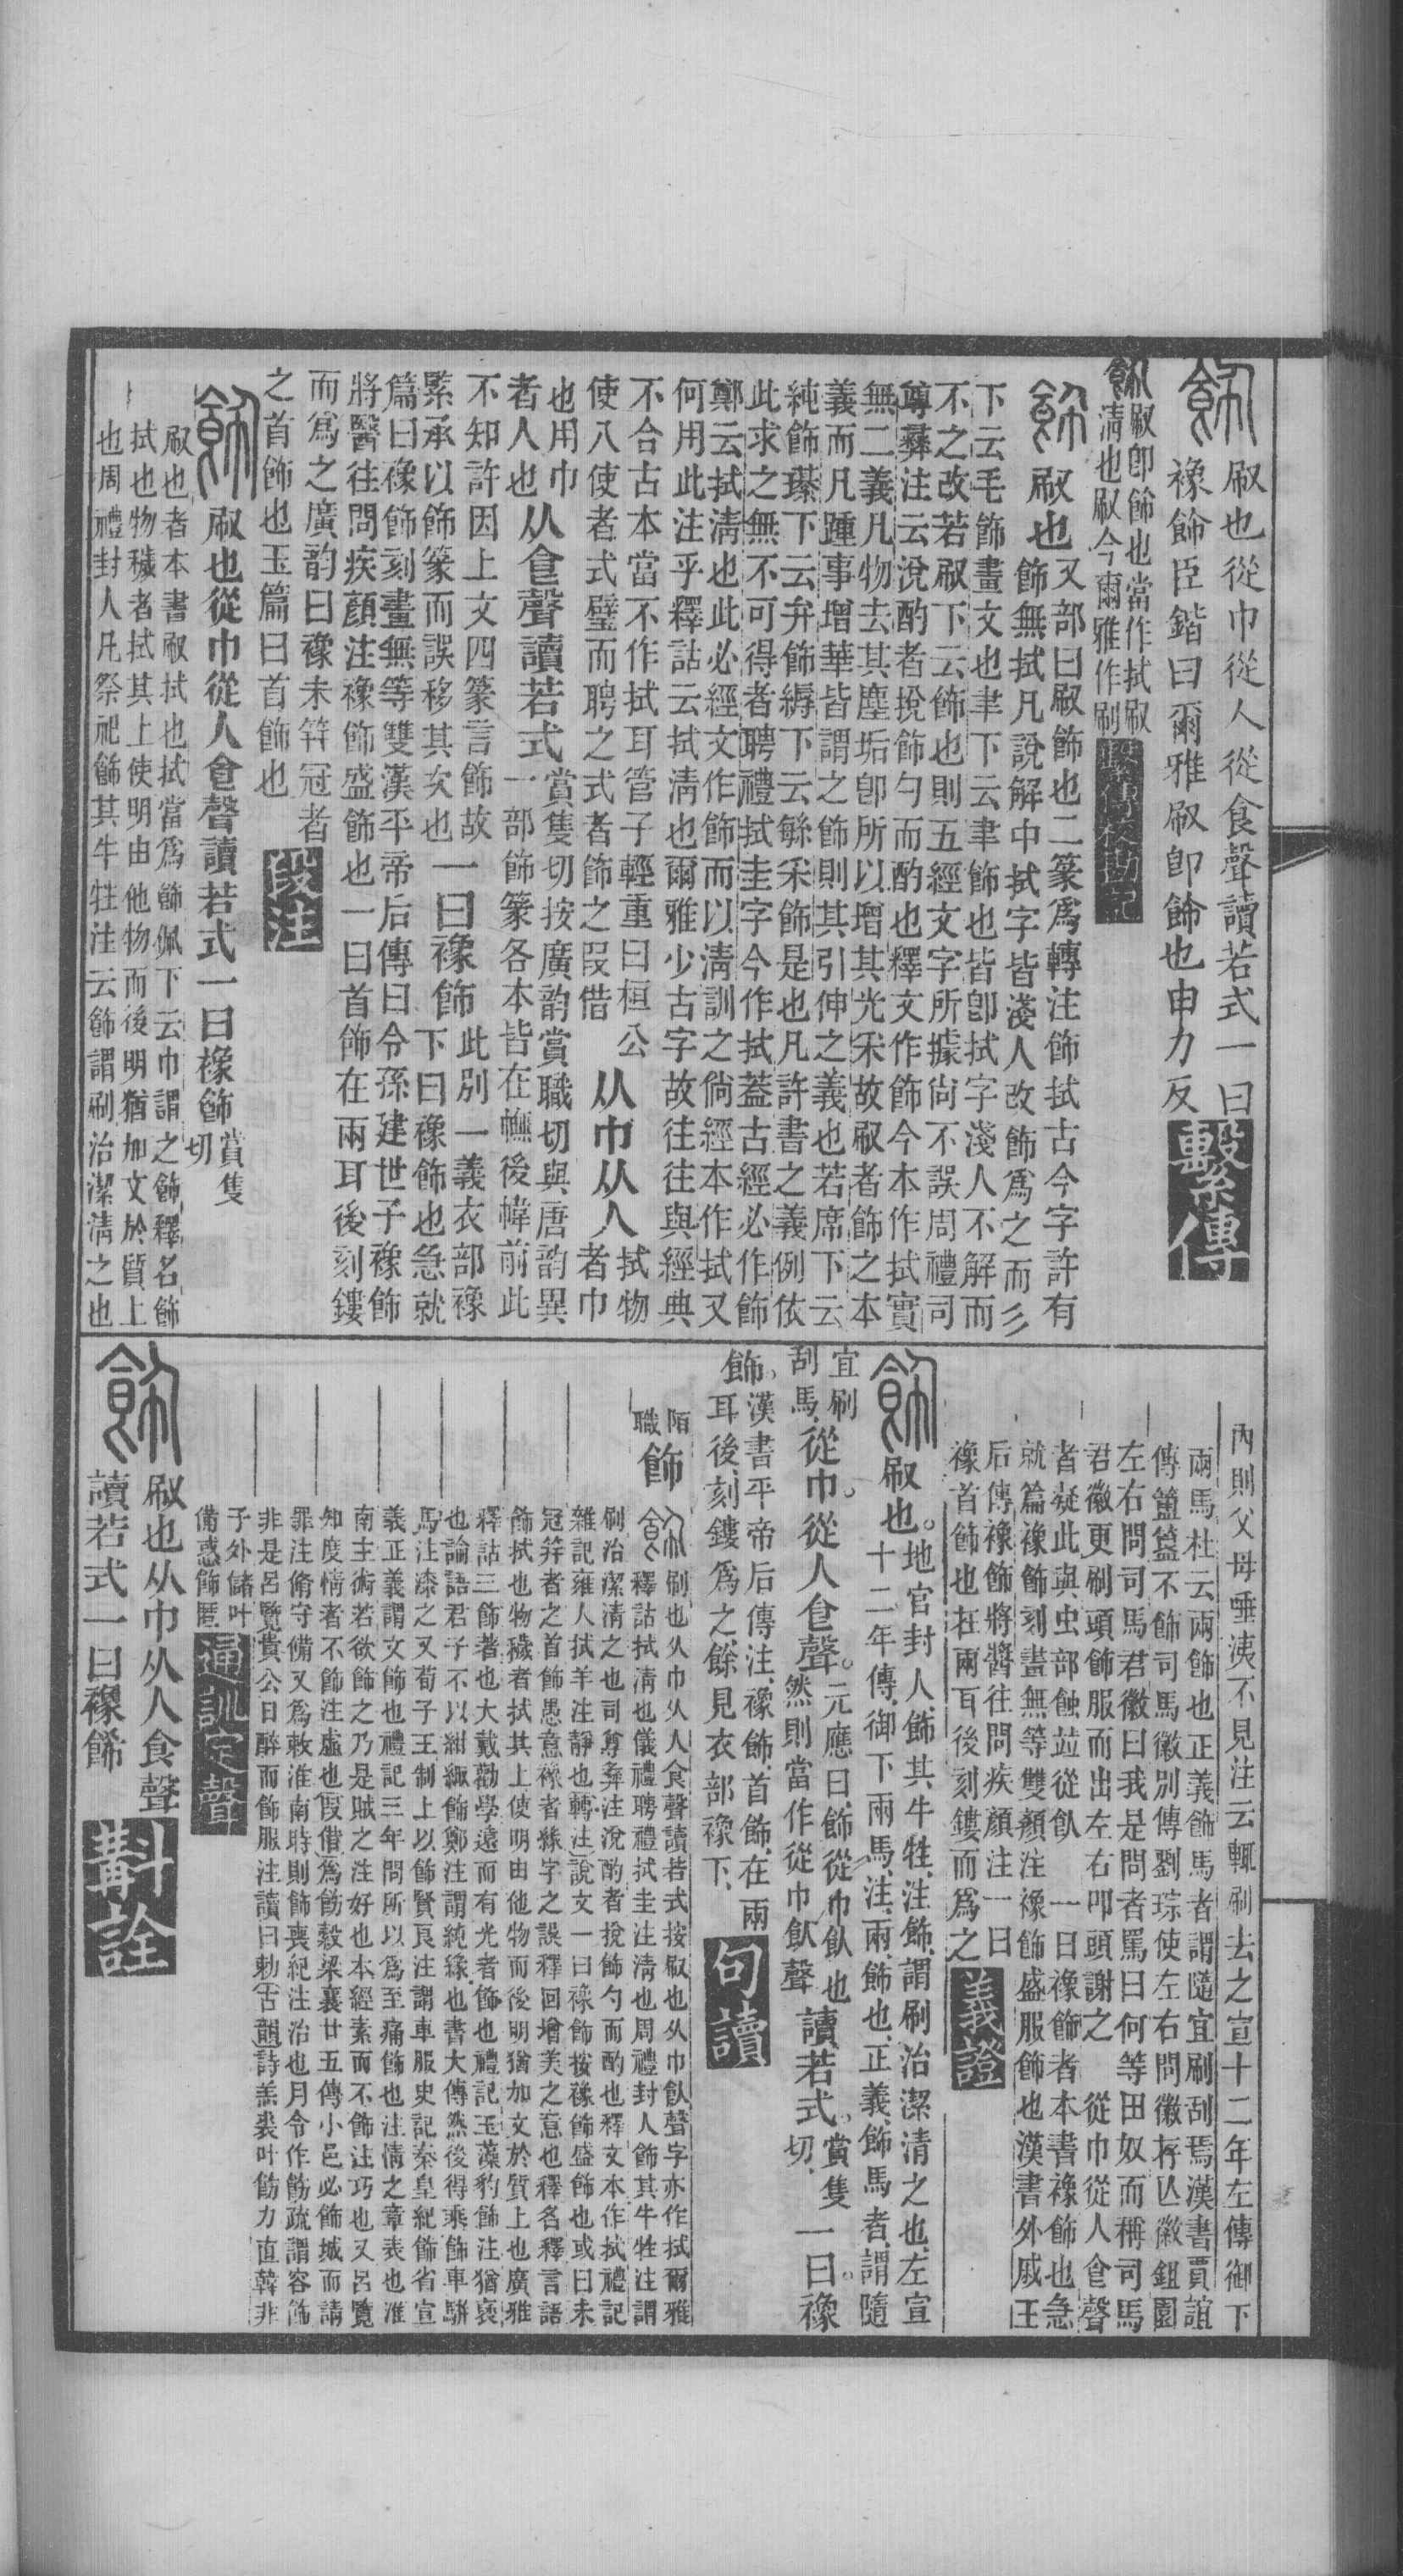 㕞也從巾從人從食聲讀若式一曰
襐飾臣鍇曰爾雅㕞卽飾也申力反
繫傳
㕞卽飾也當作拭㕞
清也㕞今爾雅作刷
繫傳校勘記
飾
㕞也
又部曰㕞飾也二篆爲轉注飾拭古今字許有
飾無拭凡說解中拭字皆淺人改飾爲之而彡
下云毛飾畫文也聿下云聿飾也皆卽拭字淺人不解而
不之改若㕞下云飾也則五經文字所據尙不誤周禮司
尊彝注云涗酌者捝飾勺而酌也釋文作飾今本作拭實
無二義凡物去其塵垢卽所以增其光采故㕞者飾之本
義而凡踵事增華皆謂之飾則其引伸之義也若席下云
純飾璂下云弁飾縟下云緐采飾是也凡許書之義例依
此求之無不可得者聘禮拭圭字今作拭葢古經必作飾
鄭云拭淸也此必經文作飾而以淸訓之倘經本作拭又
何用此注乎釋詁云拭淸也爾雅少古字故往往與經典
不合古本當不作拭耳管子輕重曰桓公
使八使者式璧而聘之式者飾之叚借
从巾从人
拭物
者巾
也用巾
者人也
从𠊊聲讀若式
賞隻切按廣韵賞職切與唐韵異
一部飾篆各本皆在幠後幃前此
不知許因上文四篆言飾故
緊承以飾篆而誤移其次也
一曰襐飾
此別一義衣部襐
下曰襐飾也急就
篇曰襐飾刻畫無等雙漢平帝后傳曰令孫建世子襐飾
將醫往問疾顏注襐飾盛飾也一曰首飾在兩耳後刻鏤
而爲之廣韵曰襐未笄冠者
之首飾也玉篇曰首飾也
段注
㕞也從巾從人𠊊聲讀若式一曰襐飾
賞隻
切
㕞也者本書㕞拭也拭當爲飾佩下云巾謂之飾釋名飾
拭也物穢者拭其上使明由他物而後明猶加文於質上
也周禮封人凡祭祀飾其牛牲注云飾謂刷治潔淸之也
內則父母唾洟不見注云輒刷去之宣十二年左傳御下
兩馬杜云兩飾也正義飾馬者謂隨宜刷刮焉漢書賈誼
傳簠簋不飾司馬徽別傳劉琮使左右問徽存亾徽鉏園
左右問司馬君徽曰我是問者罵曰何等田奴而稱司馬
君徽更刷頭飾服而出左右叩頭謝之　從巾從人𠊊聲
者疑此與虫部蝕竝從飤　一曰襐飾者本書襐飾也急
就篇襐飾刻畫無等雙顏注襐飾盛服飾也漢書外戚王
后傳襐飾將醫往問疾顏注一曰
襐首飾也在兩耳後刻鏤而爲之
義證
㕞也。
地官封人、飾其牛牲、注、飾、謂刷治潔清之也、左宣
十二年傳、御下兩馬、注、兩、飾也、正義、飾馬者、謂隨
宜刷
刮馬、
從巾。從人𠊊聲。
元應曰、飾從巾飤也
然則當作從巾飤聲
讀若式。
賞隻
切、
一曰。襐
飾。
漢書平帝后傳注、襐飾、首飾、在兩
耳後、刻鏤爲之、餘見衣部襐下、
句讀
陌
職
飾
刷也从巾从人食聲讀若式按㕞也从巾飤聲字亦作拭爾雅
釋詁拭清也儀禮聘禮拭圭注清也周禮封人飾其牛牲注謂
刷治潔清之也司尊彝注涗酌者捝飾勺而酌也釋文本作拭禮記
雜記雍人拭羊注靜也轉注說文一曰襐飾按襐飾盛飾也或曰未
冠笄者之首飾愚意襐者緣字之誤釋回增美之意也釋名釋言語
飾拭也物穢者拭其上使明由他物而後明猶加文於質上也廣雅
釋詁三飾著也大戴勸學遠而有光者飾也禮記玉藻豹飾注猶褎
也論語君子不以紺緅飾鄭注謂純緣也書大傳然後得乘飾車駢
馬注漆之又荀子王制上以飾賢良注謂車服史記秦皇紀飾省宣
義正義謂文飾也禮記三年問所以爲至痛飾也注情之章表也淮
南主術若欲飾之乃是賊之注好也本經素而不飾注巧也又呂覽
知度情者不飾注虛也叚借爲飭穀梁襄廿五傳小邑必飾城而請
罪注脩守備又爲敕淮南時則飾喪紀注治也月令作飭疏謂容飾
非是呂覽貴公日醉而飾服注讀曰勅古韻詩羔裘叶飾力直韓非
子外儲叶
備惑飾匿
通訓定聲
㕞也从巾从人食聲
讀若式一曰襐飾
斠詮